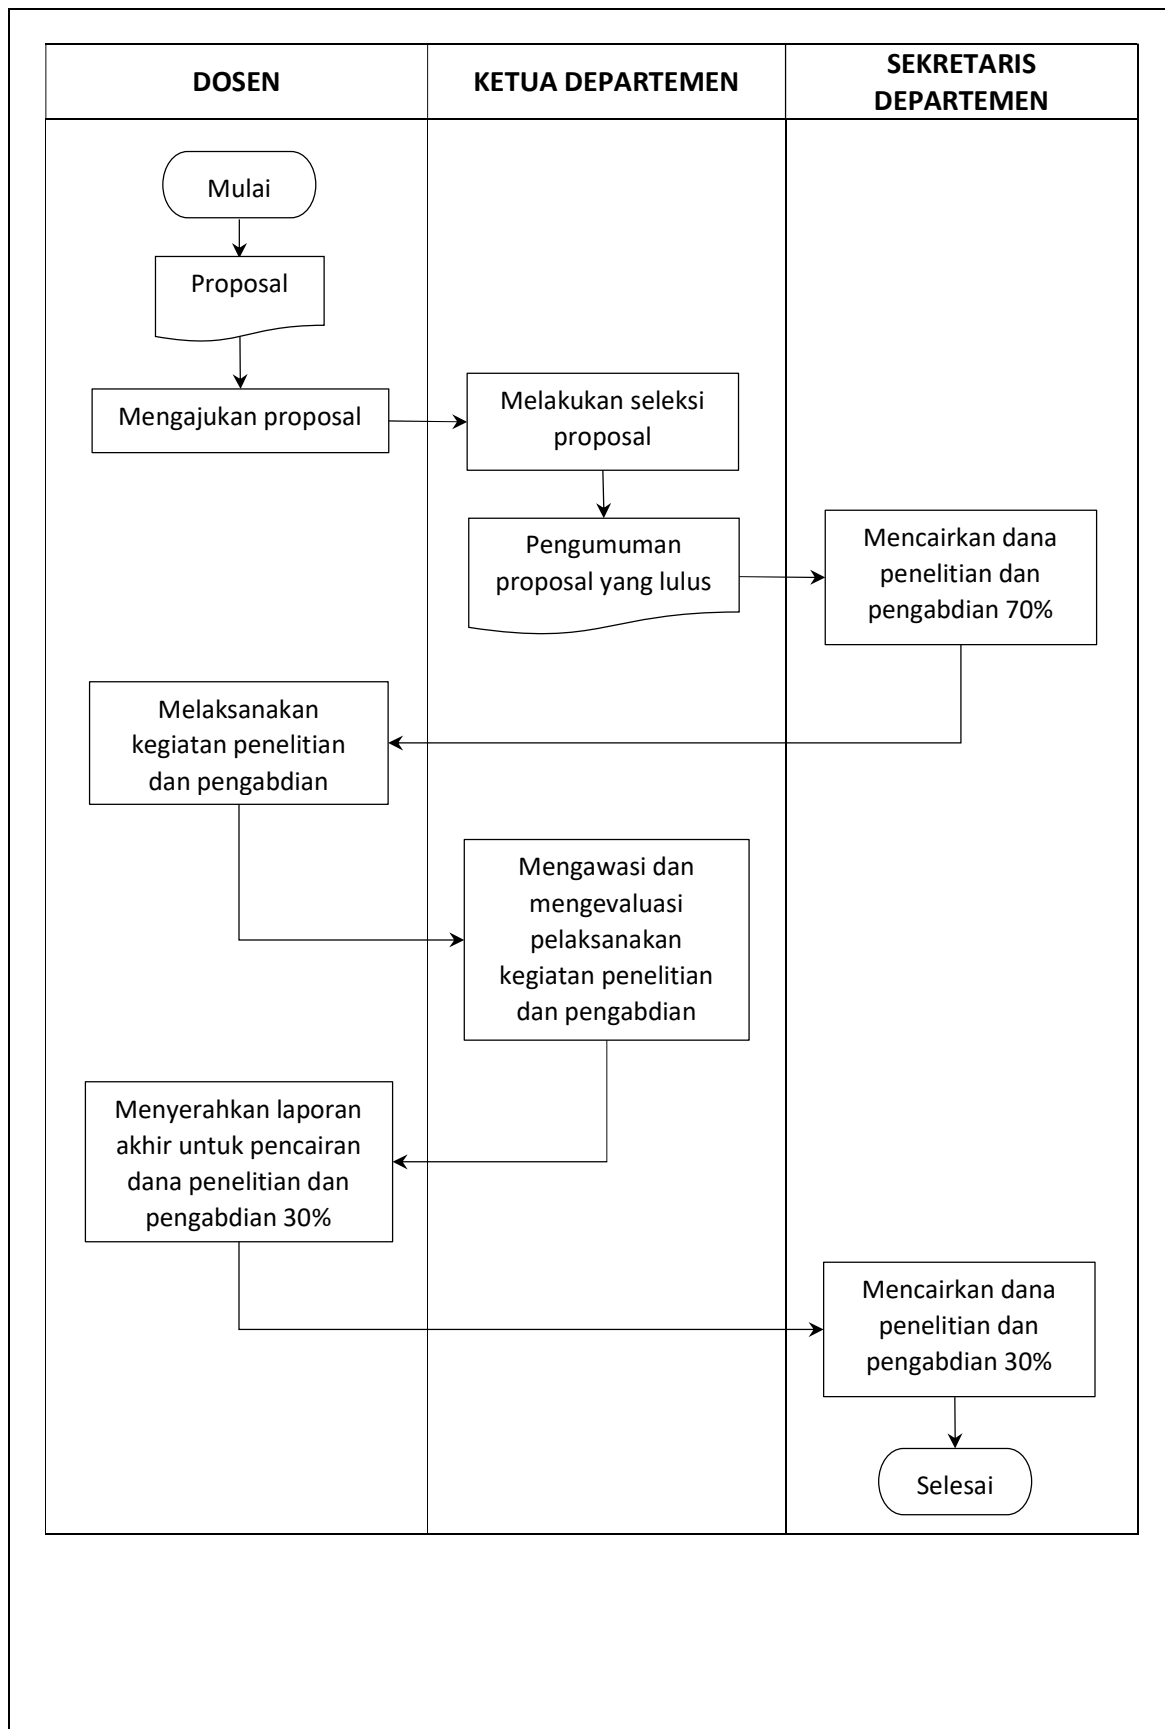 DOSEN
KETUA DEPARTEMEN
SEKRETARIS
DEPARTEMEN
Mulai
Proposal
Mengajukan proposal
Melakukan seleksi
proposal
Pengumuman
proposal yang lulus
Mencairkan dana
penelitian dan
pengabdian 70%
Melaksanakan
kegiatan penelitian
dan pengabdian
Mengawasi dan
mengevaluasi
pelaksanakan
kegiatan penelitian
dan pengabdian
Menyerahkan laporan
akhir untuk pencairan
dana penelitian dan
pengabdian 30%
Mencairkan dana
penelitian dan
pengabdian 30%
Selesai